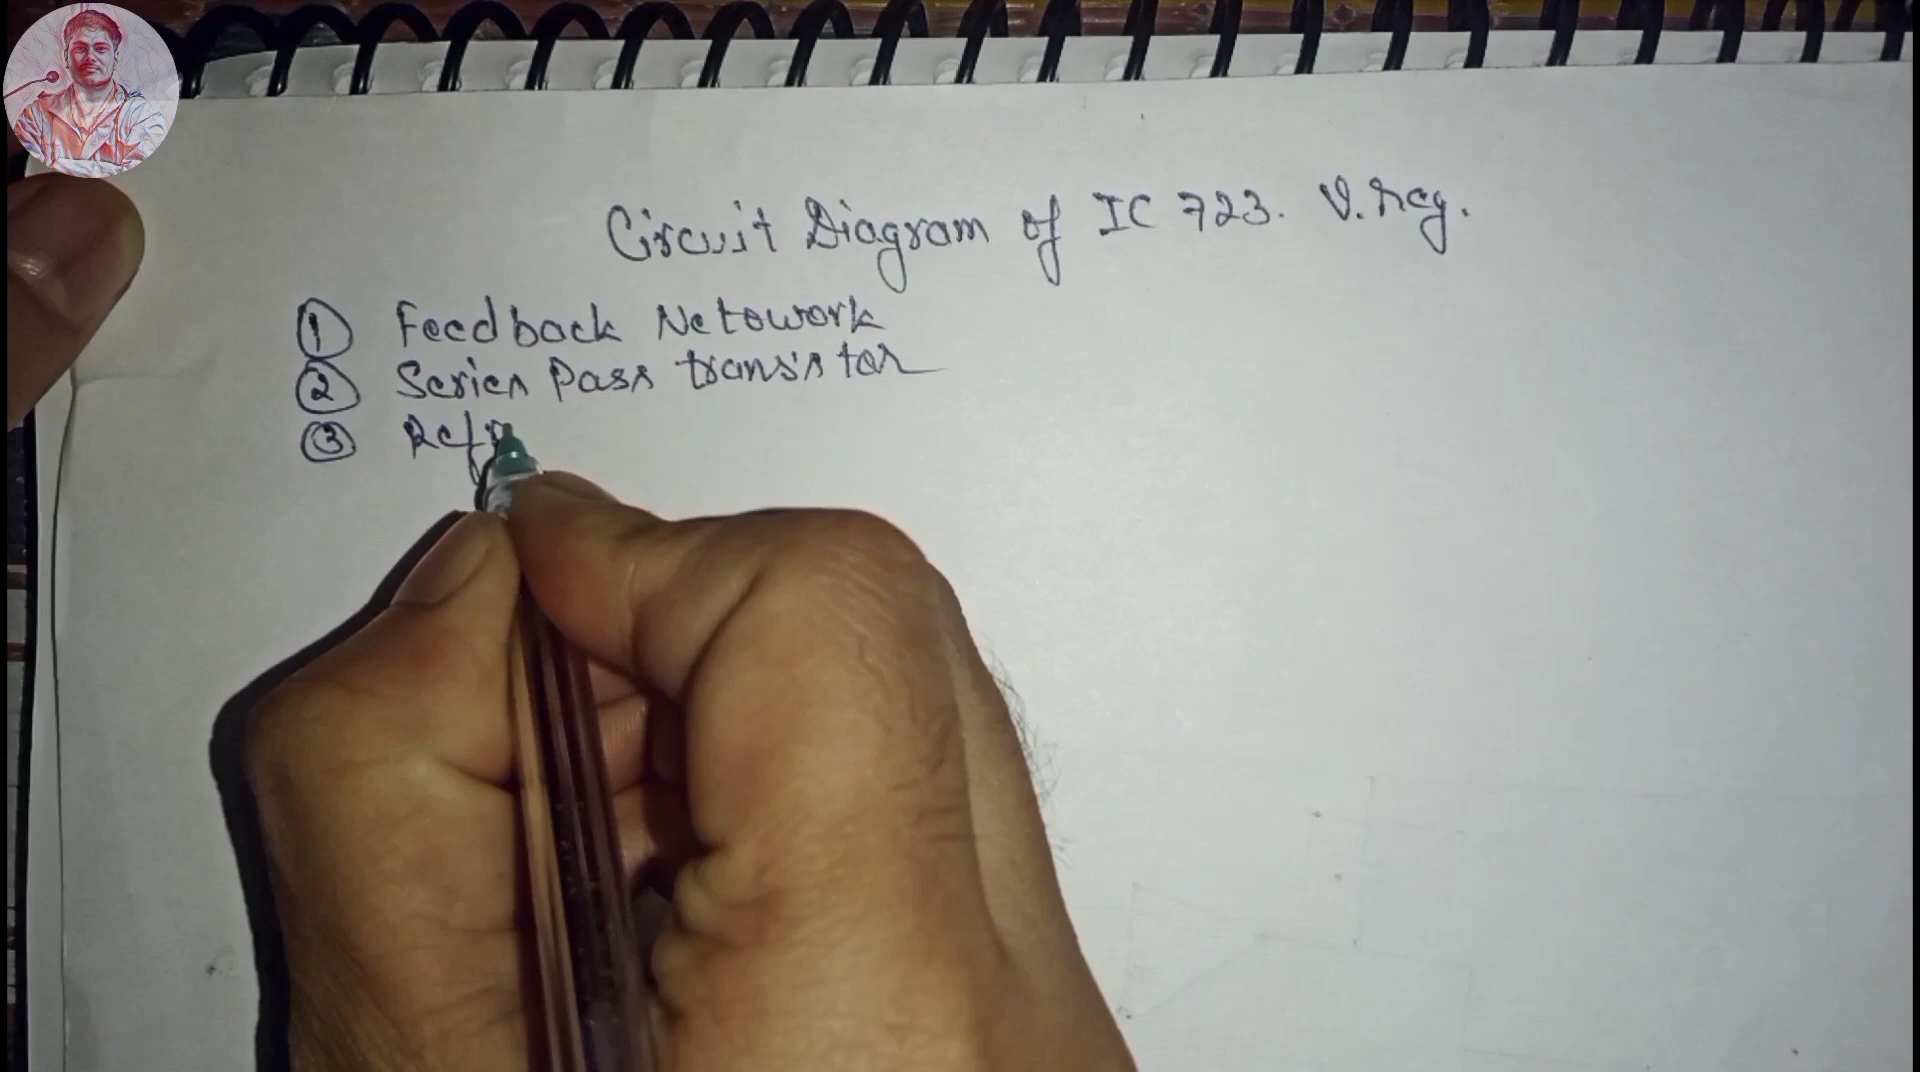 Circuit Diagram of IC 723. V. reg.
① Feedback Netowork
② Series Pass transistor
③ Ref